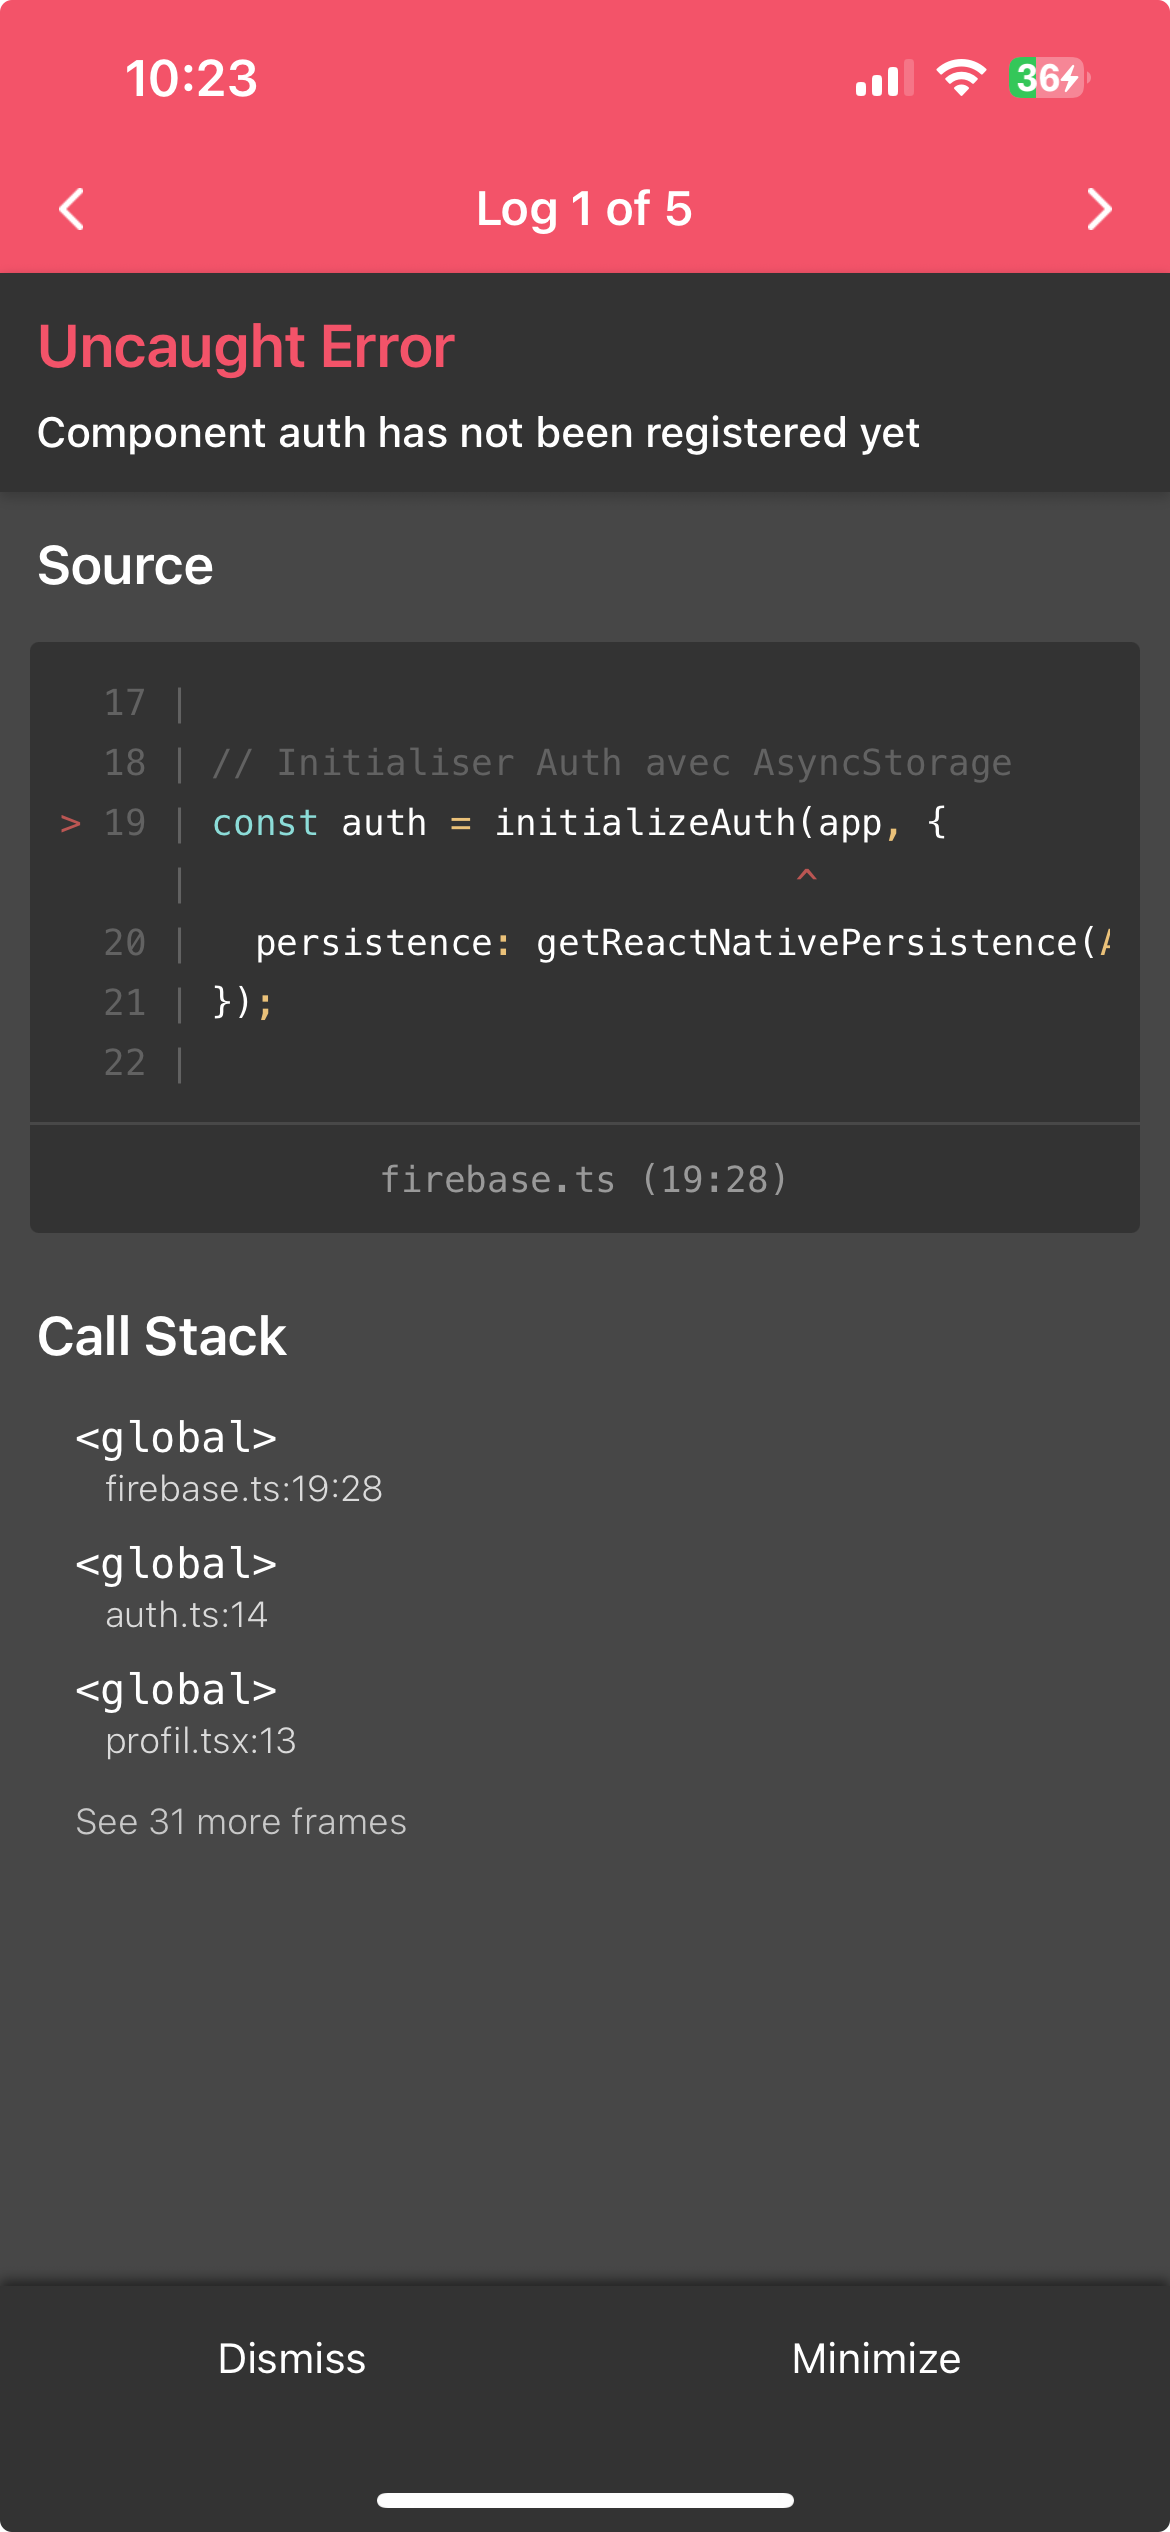 10:23
36
Log 1 of 5
Uncaught Error
Component auth has not been registered yet
Source
17 |
18 | // Initialiser Auth avec AsyncStorage
> 19 | const auth = initializeAuth(app, {
| ^
20 | persistence: getReactNativePersistence(
21 | });
22 |
firebase.ts (19:28)
Call Stack
<global>
firebase.ts:19:28
<global>
auth.ts:14
<global>
profil.tsx:13
See 31 more frames
Dismiss
Minimize